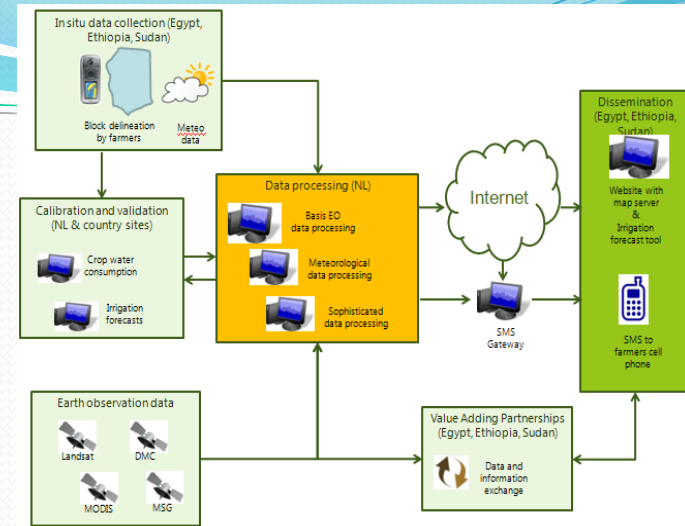 In situ data collection (Egypt,
Ethiopia, Sudan)
Block delineation
by farmers
Meteo
data
Calibration and validation
(NL & country sites)
Crop water
consumption
Irrigation
forecasts
Data processing (NL)
Basis EO
data processing
Meteorological
data processing
Sophisticated
data processing
Internet
SMS
Gateway
Dissemination
(Egypt, Ethiopia,
Sudan)
Website with
map server
&
Irrigation
forecast tool
SMS to
farmers cell
phone
Earth observation data
Landsat
DMC
MODIS
MSG
Value Adding Partnerships
(Egypt, Ethiopia, Sudan)
Data and
information
exchange